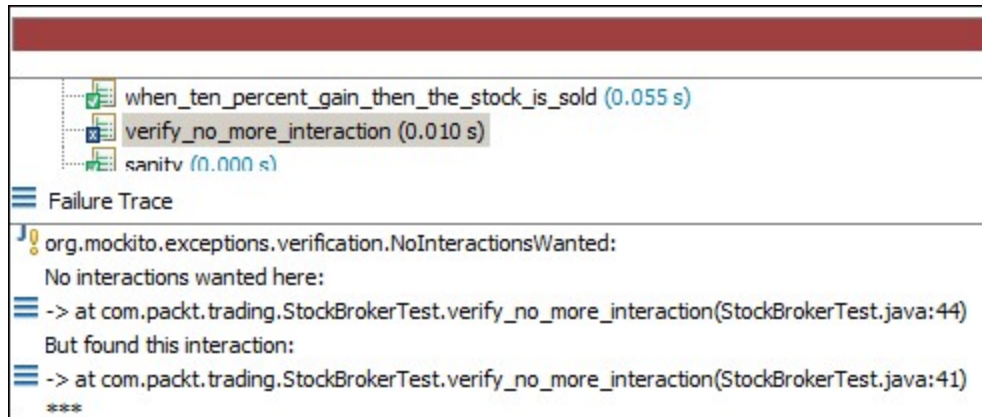 when_ten_percent_gain_then_the_stock_is_sold (0.055 s)
verify_no_more_interaction (0.010 s)
sanity (0.000 s)
Failure Trace
org.mockito.exceptions.verification.NoInteractionsWanted:
No interactions wanted here:
-> at com.packt.trading.StockBrokerTest.verify_no_more_interaction(StockBrokerTest.java:44)
But found this interaction:
-> at com.packt.trading.StockBrokerTest.verify_no_more_interaction(StockBrokerTest.java:41)
***